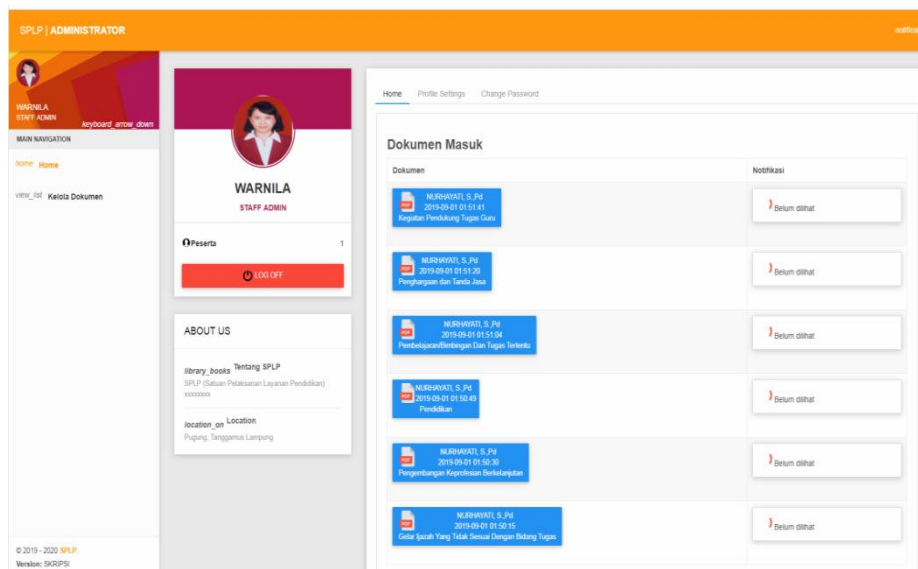 SPLP | ADMINISTRATOR
notifica
WARNILA
STAFF ADMIN
keyboard_arrow_down
MAIN NAVIGATION
home Home
view_list Kelola Dokumen
© 2019 - 2020 SPLP.
Version: SKRIPSI
WARNILA
STAFF ADMIN
Peserta 1
LOG OFF
ABOUT US
library_books Tentang SPLP
SPLP (Satuan Pelaksanan Layanan Pendidikan)
xxxxxxxx
location_on Location
Pugung, Tanggamus Lampung
Home Profile Settings Change Password
Dokumen Masuk
Dokumen Notifikasi
NURHAYATI, S.,Pd
PDF 2019-09-01 01:51:41
Kegiatan Pendukung Tugas Guru
Belum dilihat
NURHAYATI, S.,Pd
PDF 2019-09-01 01:51:20
Penghargaan dan Tanda Jasa
Belum dilihat
NURHAYATI, S.,Pd
PDF 2019-09-01 01:51:04
Pembelajaran/Bimbingan Dan Tugas Tertentu
Belum dilihat
NURHAYATI, S.,Pd
PDF 2019-09-01 01:50:49
Pendidikan
Belum dilihat
NURHAYATI, S.,Pd
PDF 2019-09-01 01:50:30
Pengembangan Keprofesian Berkelanjutan
Belum dilihat
NURHAYATI, S.,Pd
PDF 2019-09-01 01:50:15
Gelar Ijazah Yang Tidak Sesuai Dengan Bidang Tugas
Belum dilihat